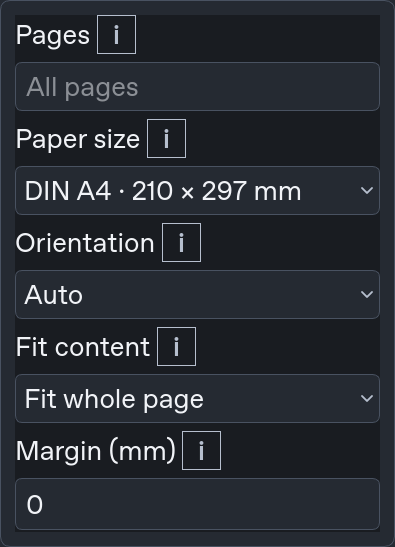 Pages i
All pages
Paper size i
DIN A4 · 210 × 297 mm
Orientation i
Auto
Fit content i
Fit whole page
Margin (mm) i
0